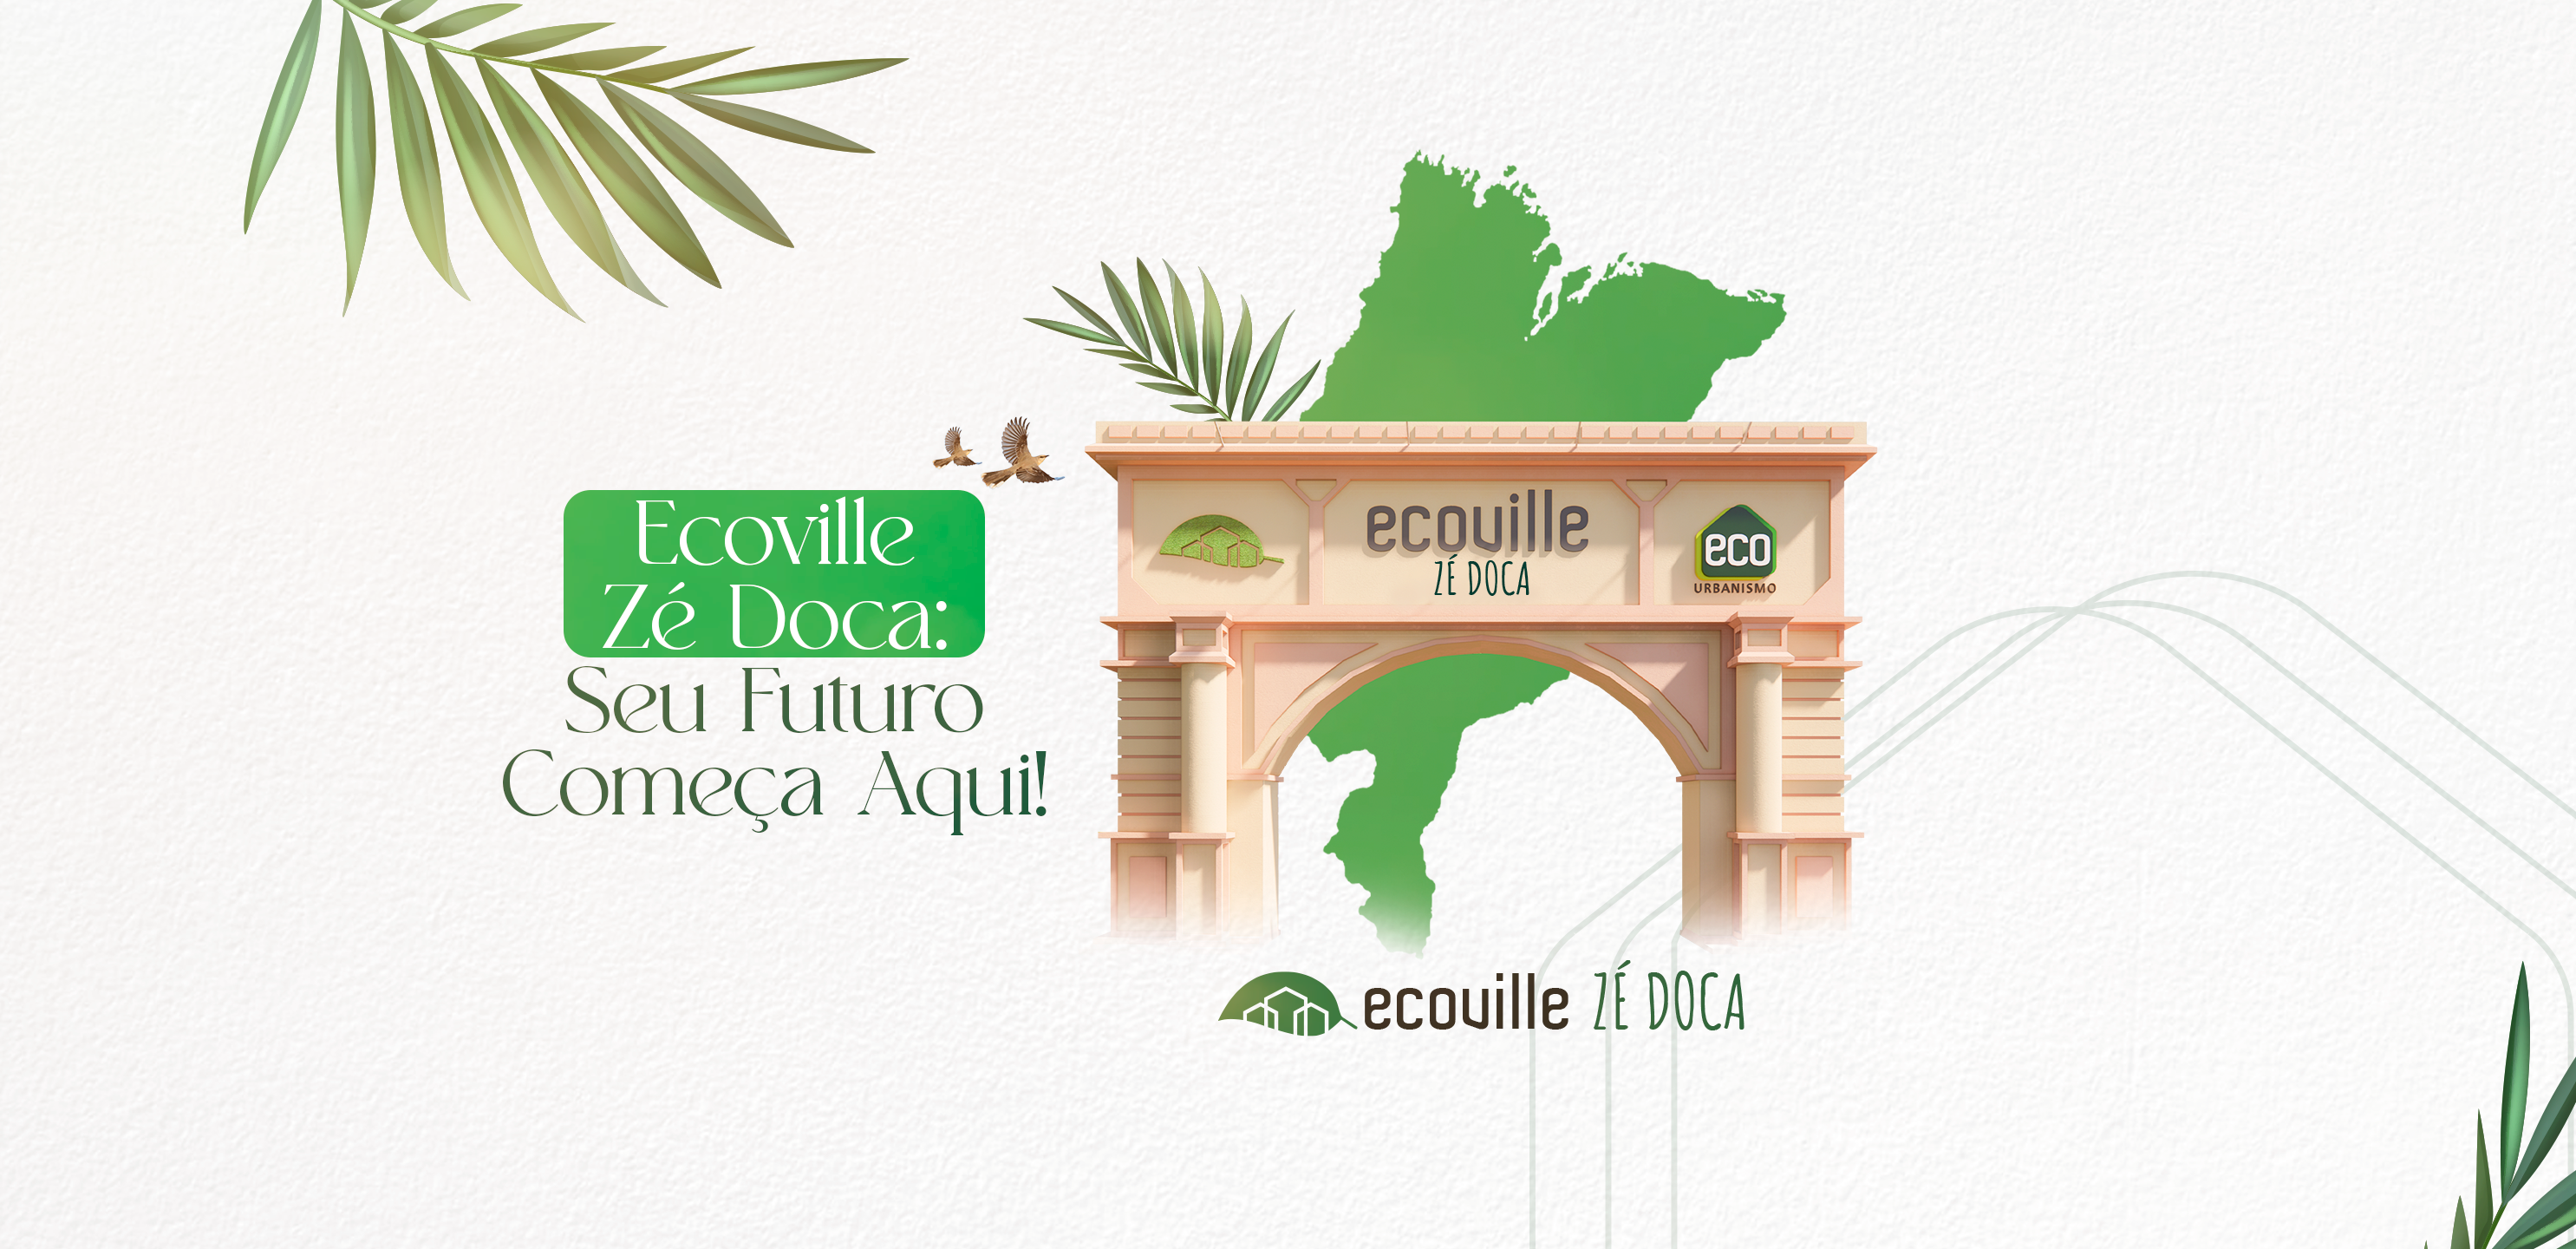 Ecoville
Zé Doca:
Seu Futuro
Começa Aqui!
ecoville
ZÉ DOCA
eco
URBANISMO
ecoville ZÉ DOCA